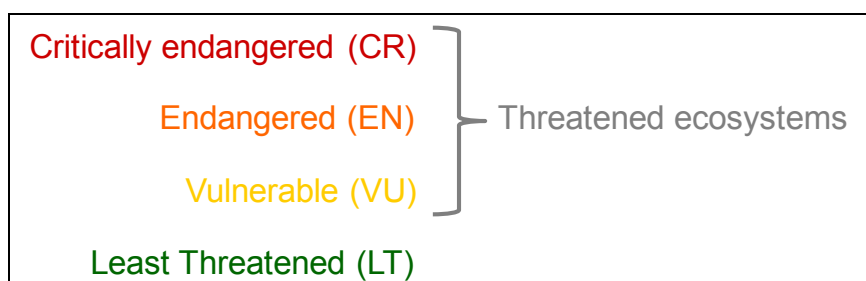 Critically endangered (CR)
Endangered (EN)
Threatened ecosystems
Vulnerable (VU)
Least Threatened (LT)